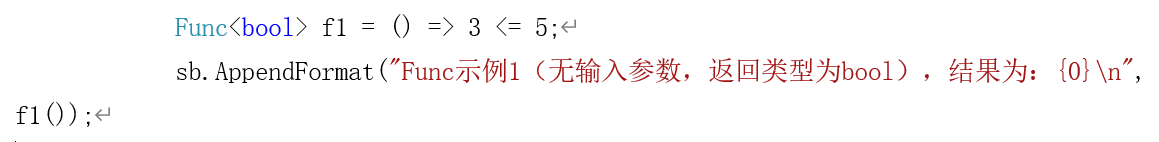 Func<bool> f1 = () => 3 <= 5;↵
sb.AppendFormat("Func示例1（无输入参数，返回类型为bool），结果为：{0}\n",
f1());↵